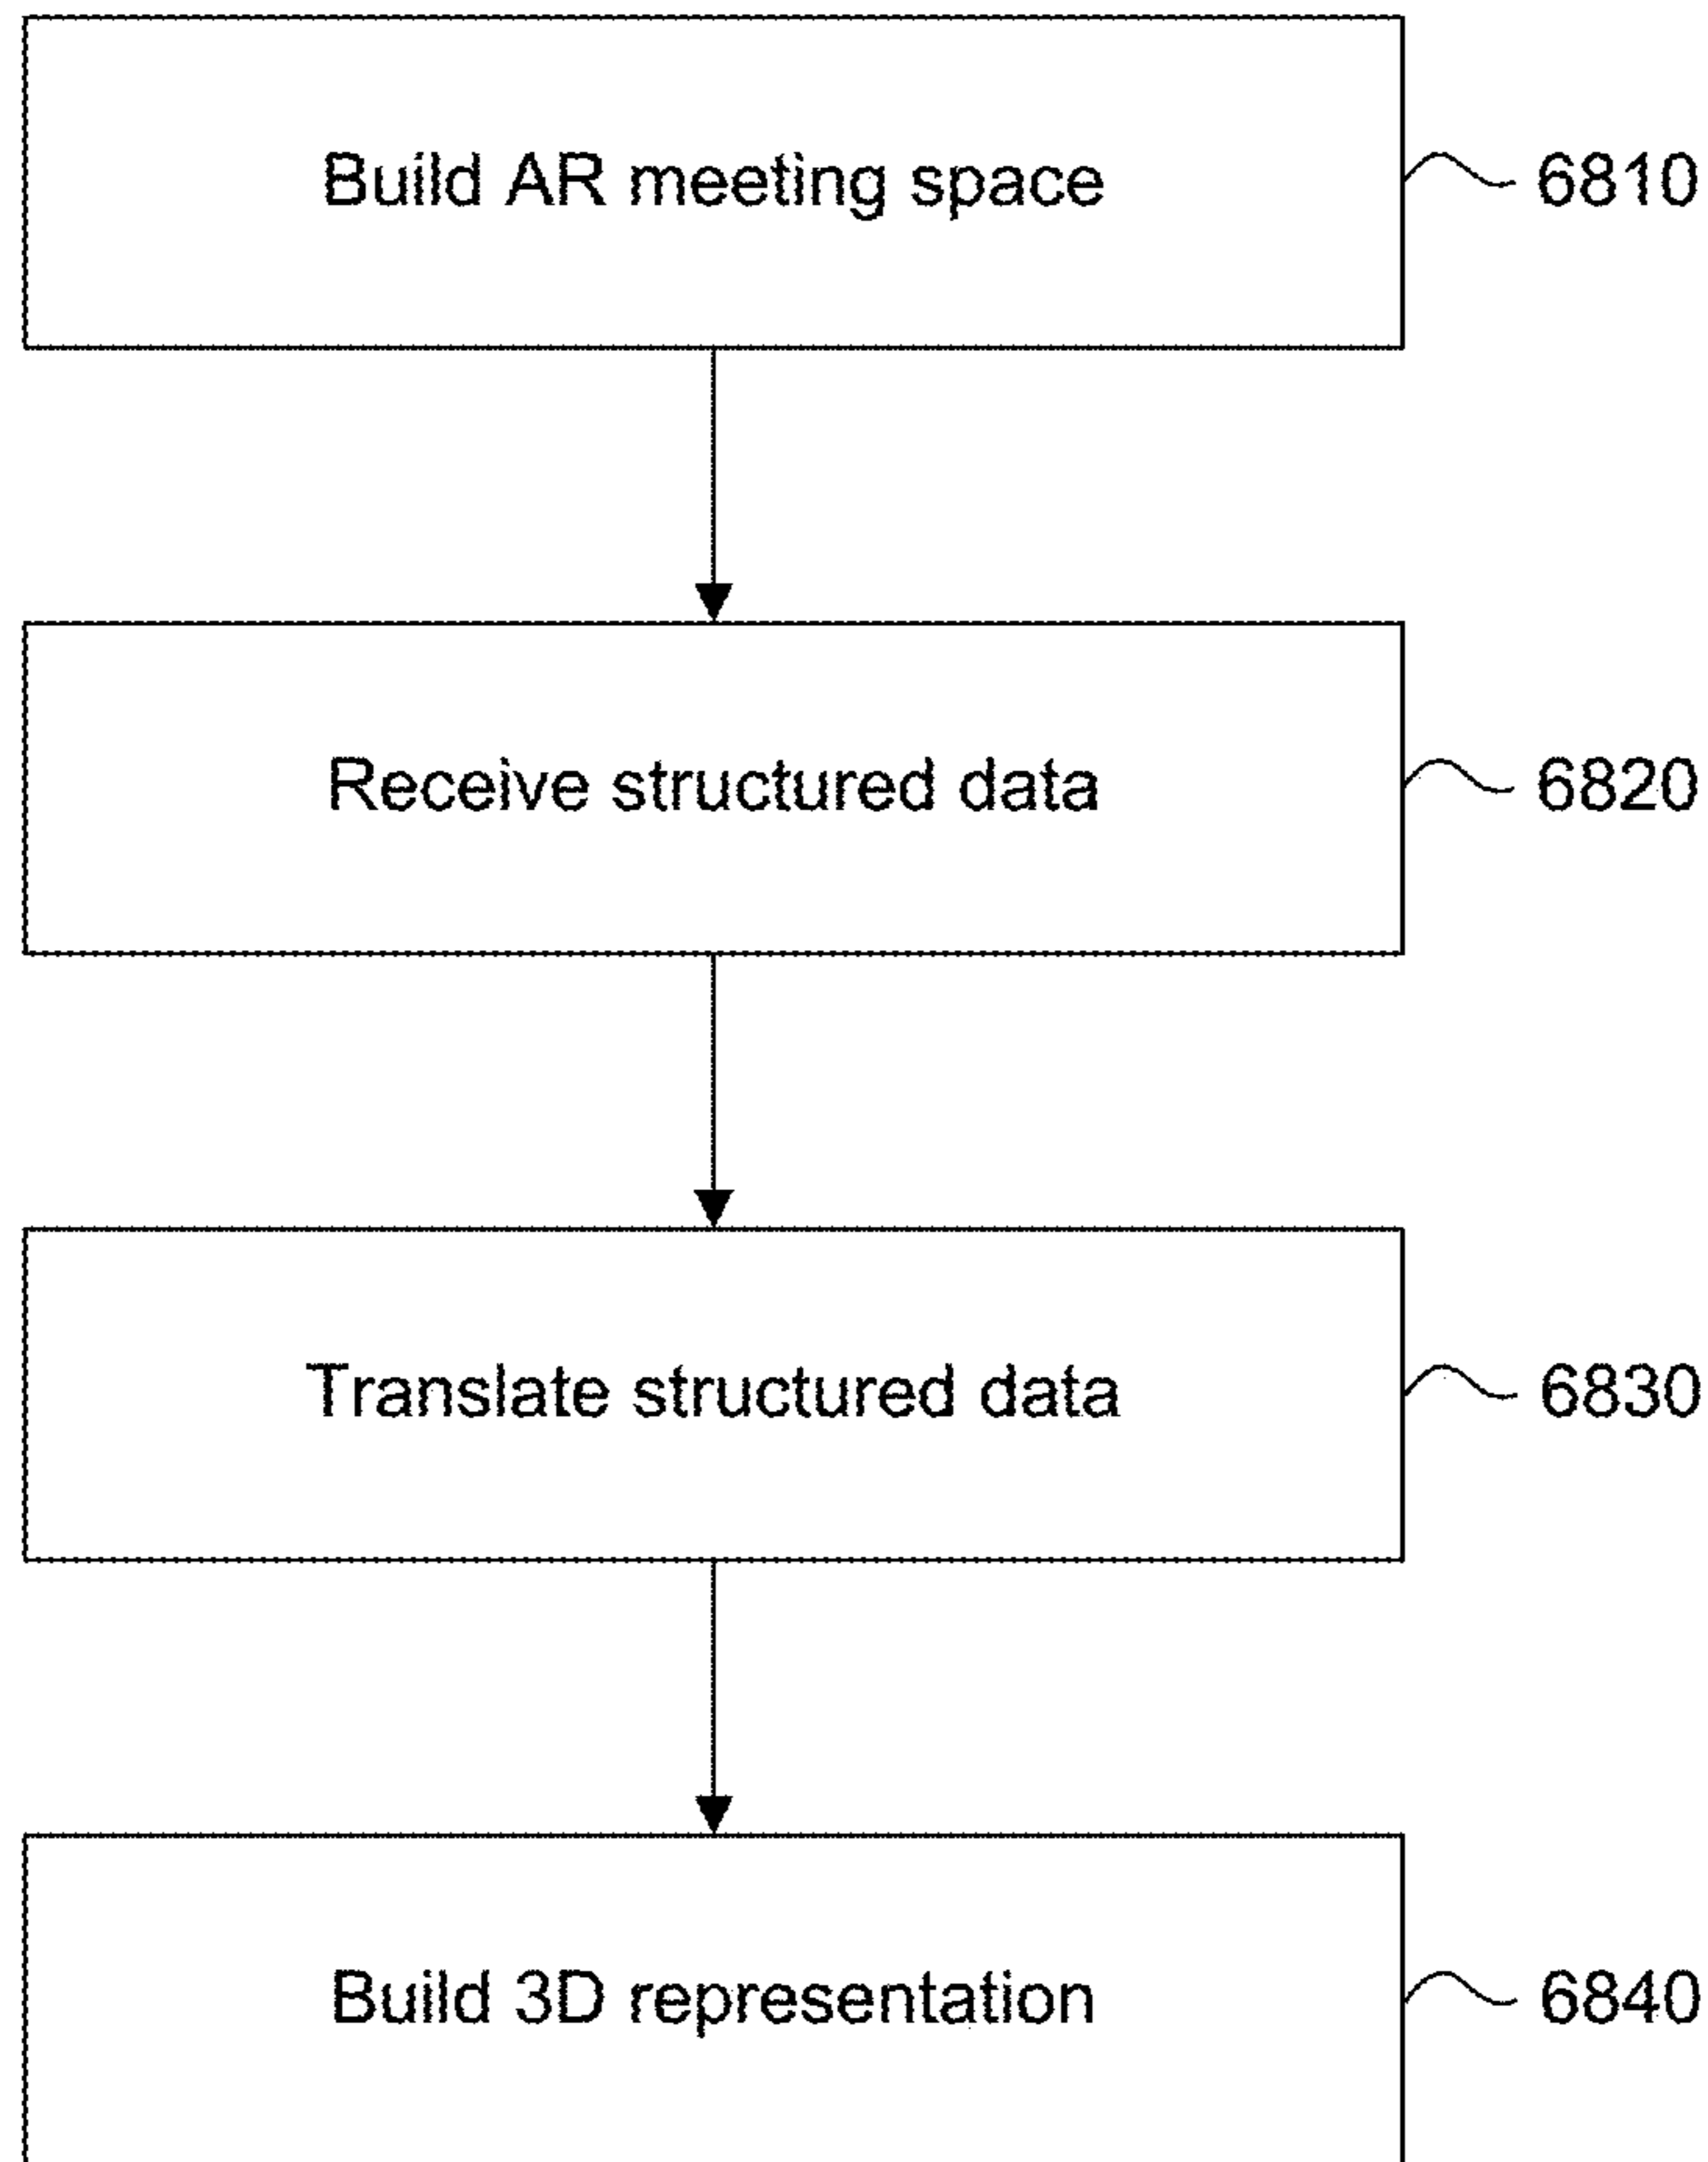 Build AR meeting space 6810
Receive structured data 6820
Translate structured data 6830
Build 3D representation 6840